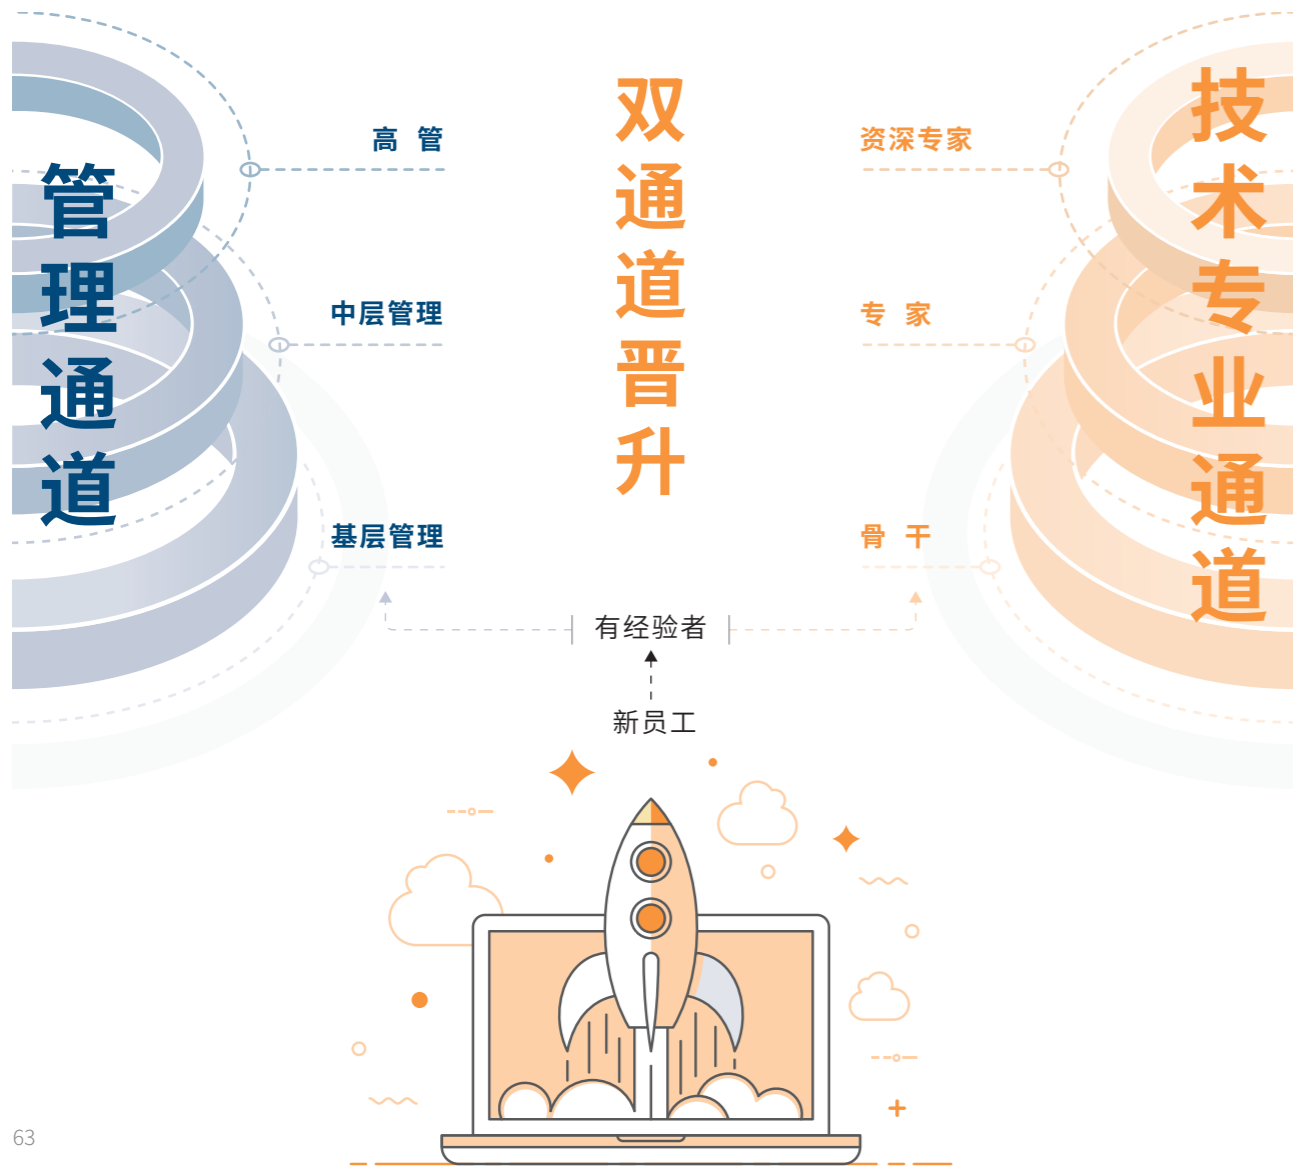 管理通道
高 管
中层管理
基层管理
双通道晋升
资深专家
专 家
骨 干
技术专业通道
有经验者
新员工
63